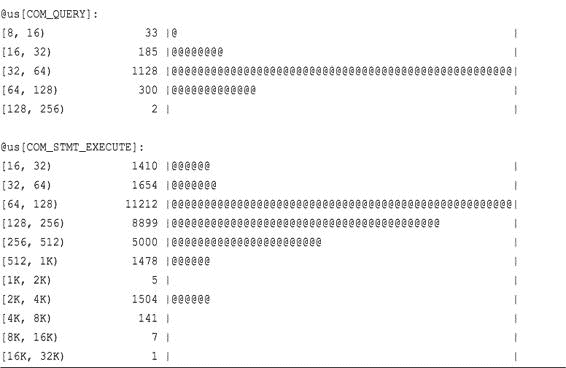 @us[COM_QUERY]:
[8, 16)               33 |@                                                   |
[16, 32)             185 |@@@@@@@@                                            |
[32, 64)            1128 |@@@@@@@@@@@@@@@@@@@@@@@@@@@@@@@@@@@@@@@@@@@@@@@@@@@@|
[64, 128)            300 |@@@@@@@@@@@@@                                       |
[128, 256)             2 |                                                    |
@us[COM_STMT_EXECUTE]:
[16, 32)            1410 |@@@@@@                                              |
[32, 64)            1654 |@@@@@@@                                             |
[64, 128)          11212 |@@@@@@@@@@@@@@@@@@@@@@@@@@@@@@@@@@@@@@@@@@@@@@@@@@@@|
[128, 256)          8899 |@@@@@@@@@@@@@@@@@@@@@@@@@@@@@@@@@@@@@@@@@           |
[256, 512)          5000 |@@@@@@@@@@@@@@@@@@@@@@@                             |
[512, 1K)           1478 |@@@@@@                                              |
[1K, 2K)               5 |                                                    |
[2K, 4K)            1504 |@@@@@@                                              |
[4K, 8K)             141 |                                                    |
[8K, 16K)              7 |                                                    |
[16K, 32K)             1 |                                                    |